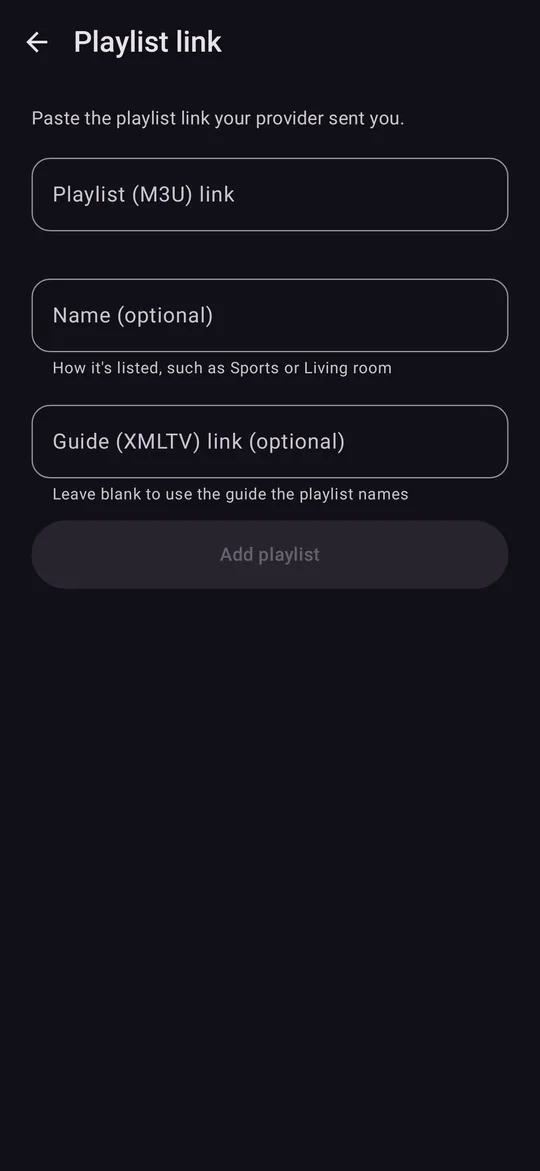 Playlist link
Paste the playlist link your provider sent you.
Playlist (M3U) link
Name (optional)
How it's listed, such as Sports or Living room
Guide (XMLTV) link (optional)
Leave blank to use the guide the playlist names
Add playlist